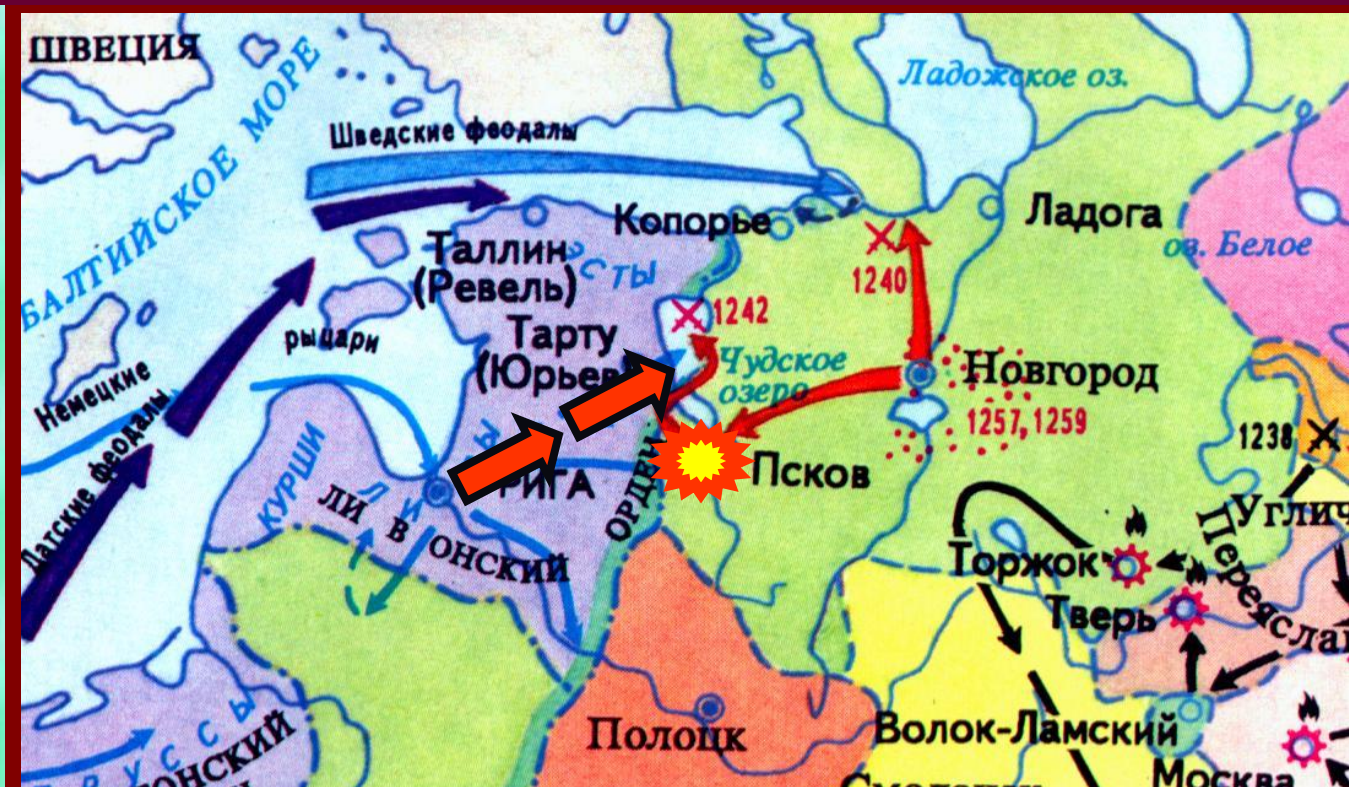 ШВЕЦИЯ
БАЛТИЙСКОЕ МОРЕ
Ладожское оз.
Шведские феодалы
Копорье
Ладога
оз. Белое
Таллин
(Ревель)
эсты
1240
1242
рыцари
Тарту
(Юрьев
Чудское
озеро
Новгород
Немецкие
феодалы
Датские
1257, 1259
1238
КУРШИ
РИГА
Псков
ОРДЕН
ЛИВОНСКИЙ
Углич
Торжок
Тверь
Переяслав
Полоцк
Волок-Ламский
Москва